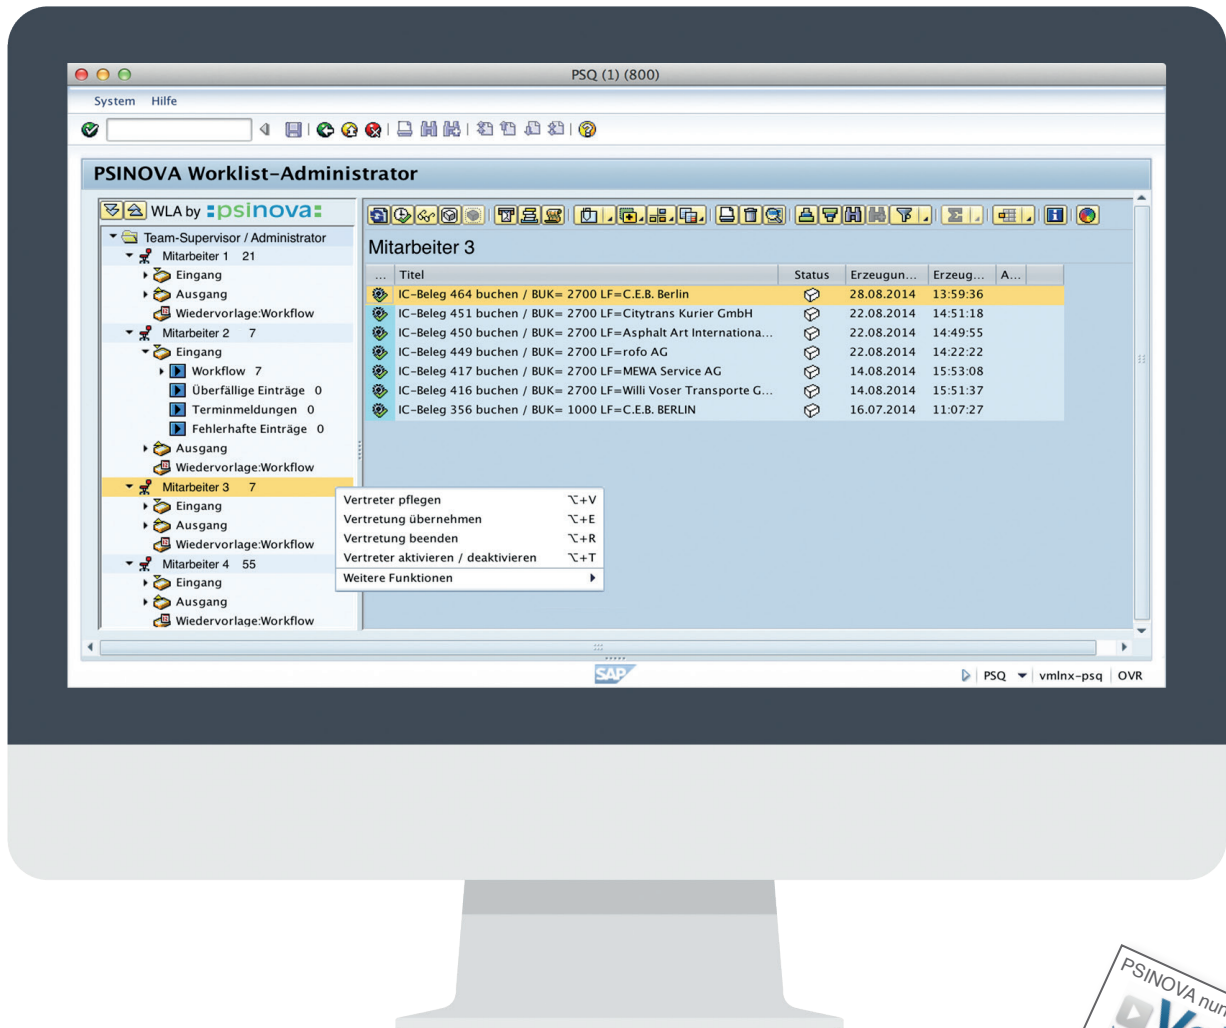 PSQ (1) (800)
System Hilfe
PSINOVA Worklist-Administrator
WLA by psinova
Team-Supervisor / Administrator
Mitarbeiter 1 21
Eingang
Ausgang
Wiedervorlage:Workflow
Mitarbeiter 2 7
Eingang
Workflow 7
Überfällige Einträge 0
Terminmeldungen 0
Fehlerhafte Einträge 0
Ausgang
Wiedervorlage:Workflow
Mitarbeiter 3 7
Eingang
Ausgang
Wiedervorlage:Workflow
Mitarbeiter 4 55
Eingang
Ausgang
Wiedervorlage:Workflow
Mitarbeiter 3
... Titel Status Erzeugun... Erzeug... A...
IC-Beleg 464 buchen / BUK= 2700 LF=C.E.B. Berlin 28.08.2014 13:59:36
IC-Beleg 451 buchen / BUK= 2700 LF=Citytrans Kurier GmbH 22.08.2014 14:51:18
IC-Beleg 450 buchen / BUK= 2700 LF=Asphalt Art Internationa... 22.08.2014 14:49:55
IC-Beleg 449 buchen / BUK= 2700 LF=rofo AG 22.08.2014 14:22:22
IC-Beleg 417 buchen / BUK= 2700 LF=MEWA Service AG 14.08.2014 15:53:08
IC-Beleg 416 buchen / BUK= 2700 LF=Willi Voser Transporte G... 14.08.2014 15:51:37
IC-Beleg 356 buchen / BUK= 1000 LF=C.E.B. BERLIN 16.07.2014 11:07:27
Vertreter pflegen ⌥+V
Vertretung übernehmen ⌥+E
Vertretung beenden ⌥+R
Vertreter aktivieren / deaktivieren ⌥+T
Weitere Funktionen
SAP
PSQ vmlnx-psq OVR
PSINOVA